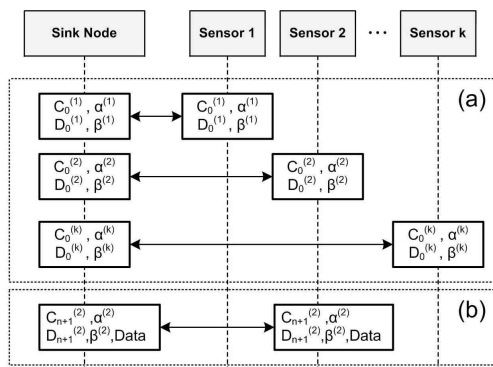 Sink Node Sensor 1 Sensor 2 ··· Sensor k
(a)
C₀⁽¹⁾ , α⁽¹⁾ C₀⁽¹⁾ , α⁽¹⁾
D₀⁽¹⁾ , β⁽¹⁾ D₀⁽¹⁾ , β⁽¹⁾
C₀⁽²⁾ , α⁽²⁾ C₀⁽²⁾ , α⁽²⁾
D₀⁽²⁾ , β⁽²⁾ D₀⁽²⁾ , β⁽²⁾
C₀⁽ᵏ⁾ , α⁽ᵏ⁾ C₀⁽ᵏ⁾ , α⁽ᵏ⁾
D₀⁽ᵏ⁾ , β⁽ᵏ⁾ D₀⁽ᵏ⁾ , β⁽ᵏ⁾
(b)
Cₙ₊₁⁽²⁾ ,α⁽²⁾ Cₙ₊₁⁽²⁾ ,α⁽²⁾
Dₙ₊₁⁽²⁾,β⁽²⁾,Data Dₙ₊₁⁽²⁾,β⁽²⁾,Data